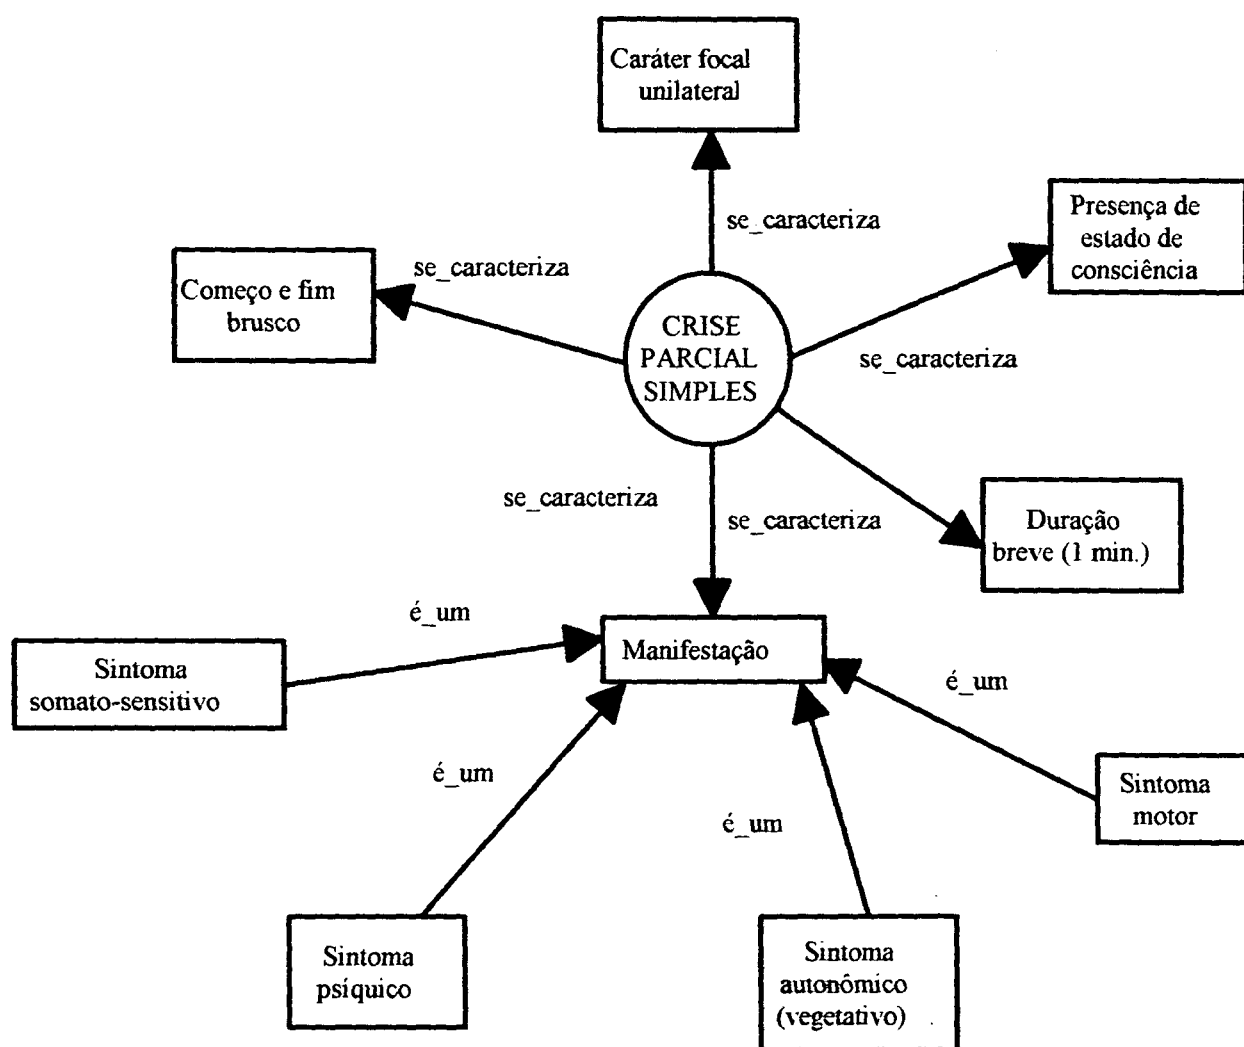 Caráter focal
unilateral
se_caracteriza
Presença de
estado de
consciência
se_caracteriza
Começo e fim
brusco
CRISE
PARCIAL
SIMPLES
se_caracteriza
se_caracteriza
se_caracteriza
Duração
breve (1 min.)
é_um
Manifestação
Sintoma
somato-sensitivo
é_um
é_um
é_um
Sintoma
motor
Sintoma
psíquico
Sintoma
autonômico
(vegetativo)